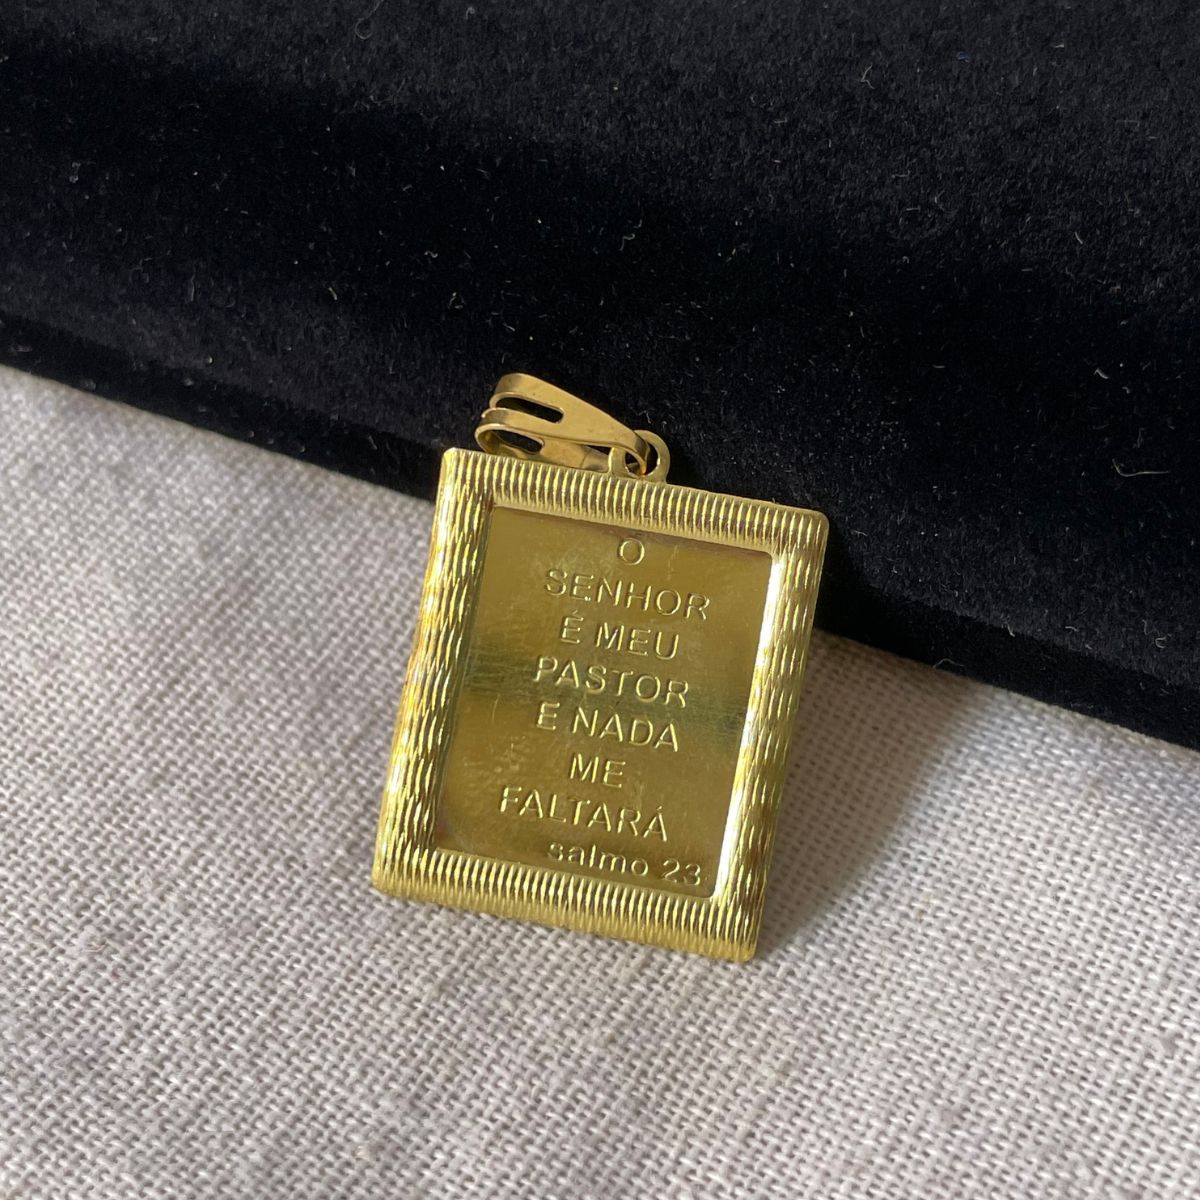 O
SENHOR
É MEU
PASTOR
E NADA
ME
FALTARÁ
salmo 23